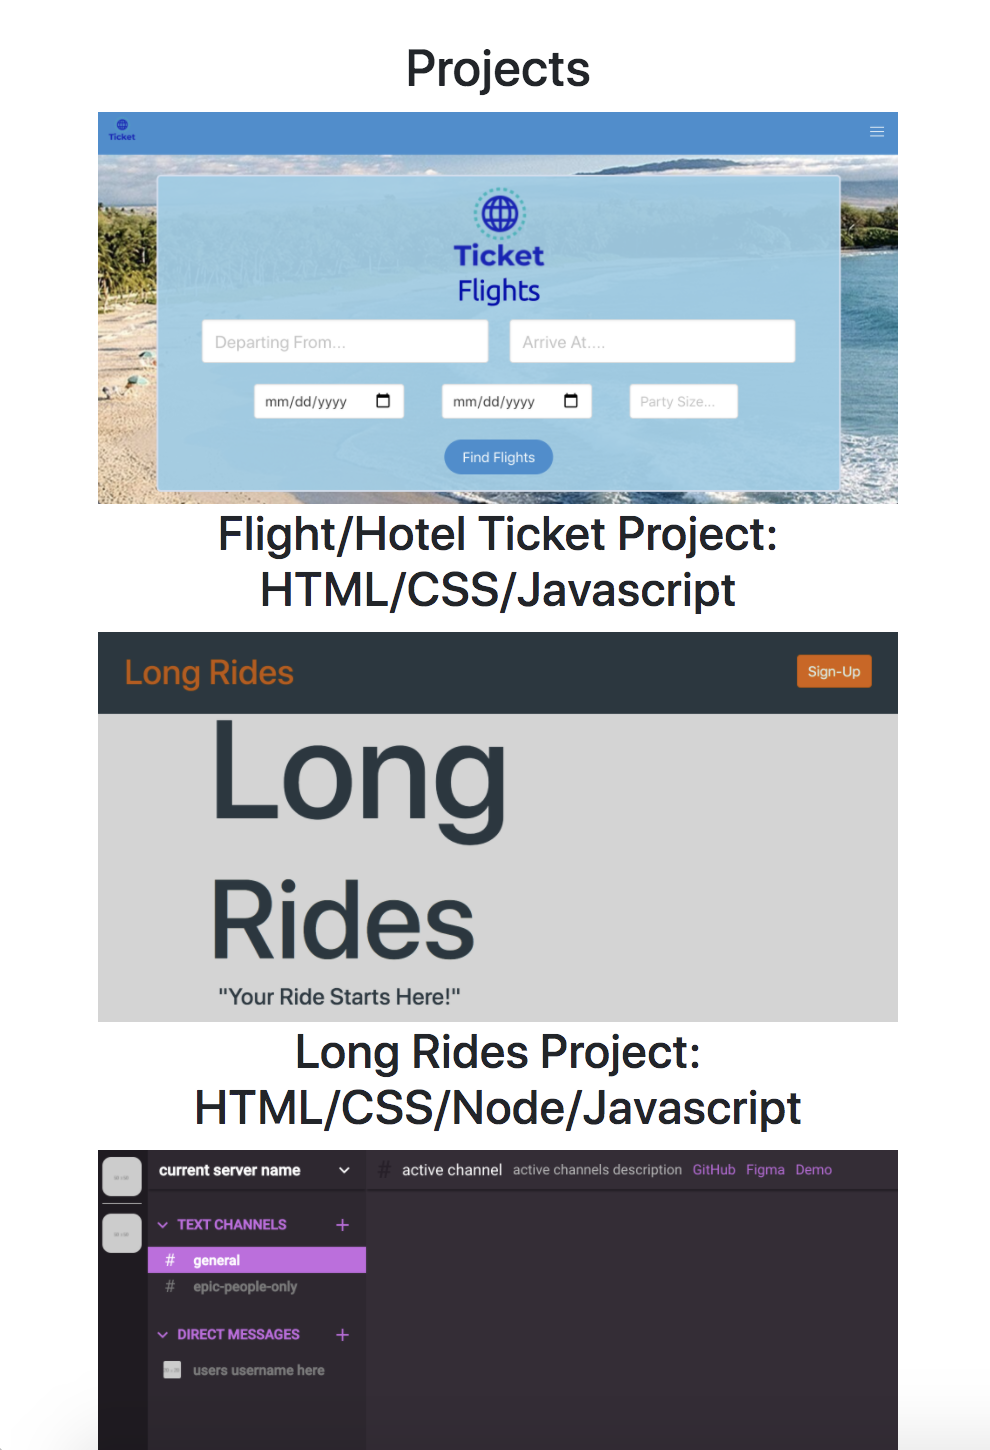 Projects
Ticket
Ticket
Flights
Departing From...
Arrive At....
mm/dd/yyyy
mm/dd/yyyy
Party Size...
Find Flights
Flight/Hotel Ticket Project:
HTML/CSS/Javascript
Long Rides
Sign-Up
Long
Rides
"Your Ride Starts Here!"
Long Rides Project:
HTML/CSS/Node/Javascript
current server name
# active channel active channels description GitHub Figma Demo
TEXT CHANNELS +
# general
# epic-people-only
DIRECT MESSAGES +
users username here